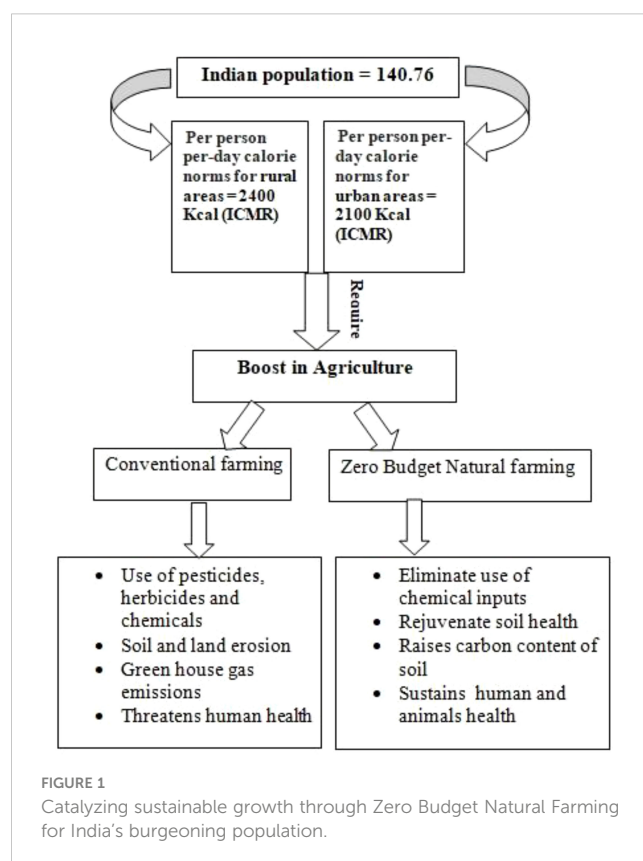 Indian population = 140.76
Per person
per-day calorie
norms for rural
areas = 2400
Kcal (ICMR)
Per person per-
day calorie
norms for
urban areas =
2100 Kcal
(ICMR)
Require
Boost in Agriculture
Conventional farming
Zero Budget Natural farming
• Use of pesticides,
herbicides and
chemicals
• Soil and land erosion
• Green house gas
emissions
• Threatens human health
• Eliminate use of
chemical inputs
• Rejuvenate soil health
• Raises carbon content of
soil
• Sustains human and
animals health
FIGURE 1
Catalyzing sustainable growth through Zero Budget Natural Farming
for India's burgeoning population.